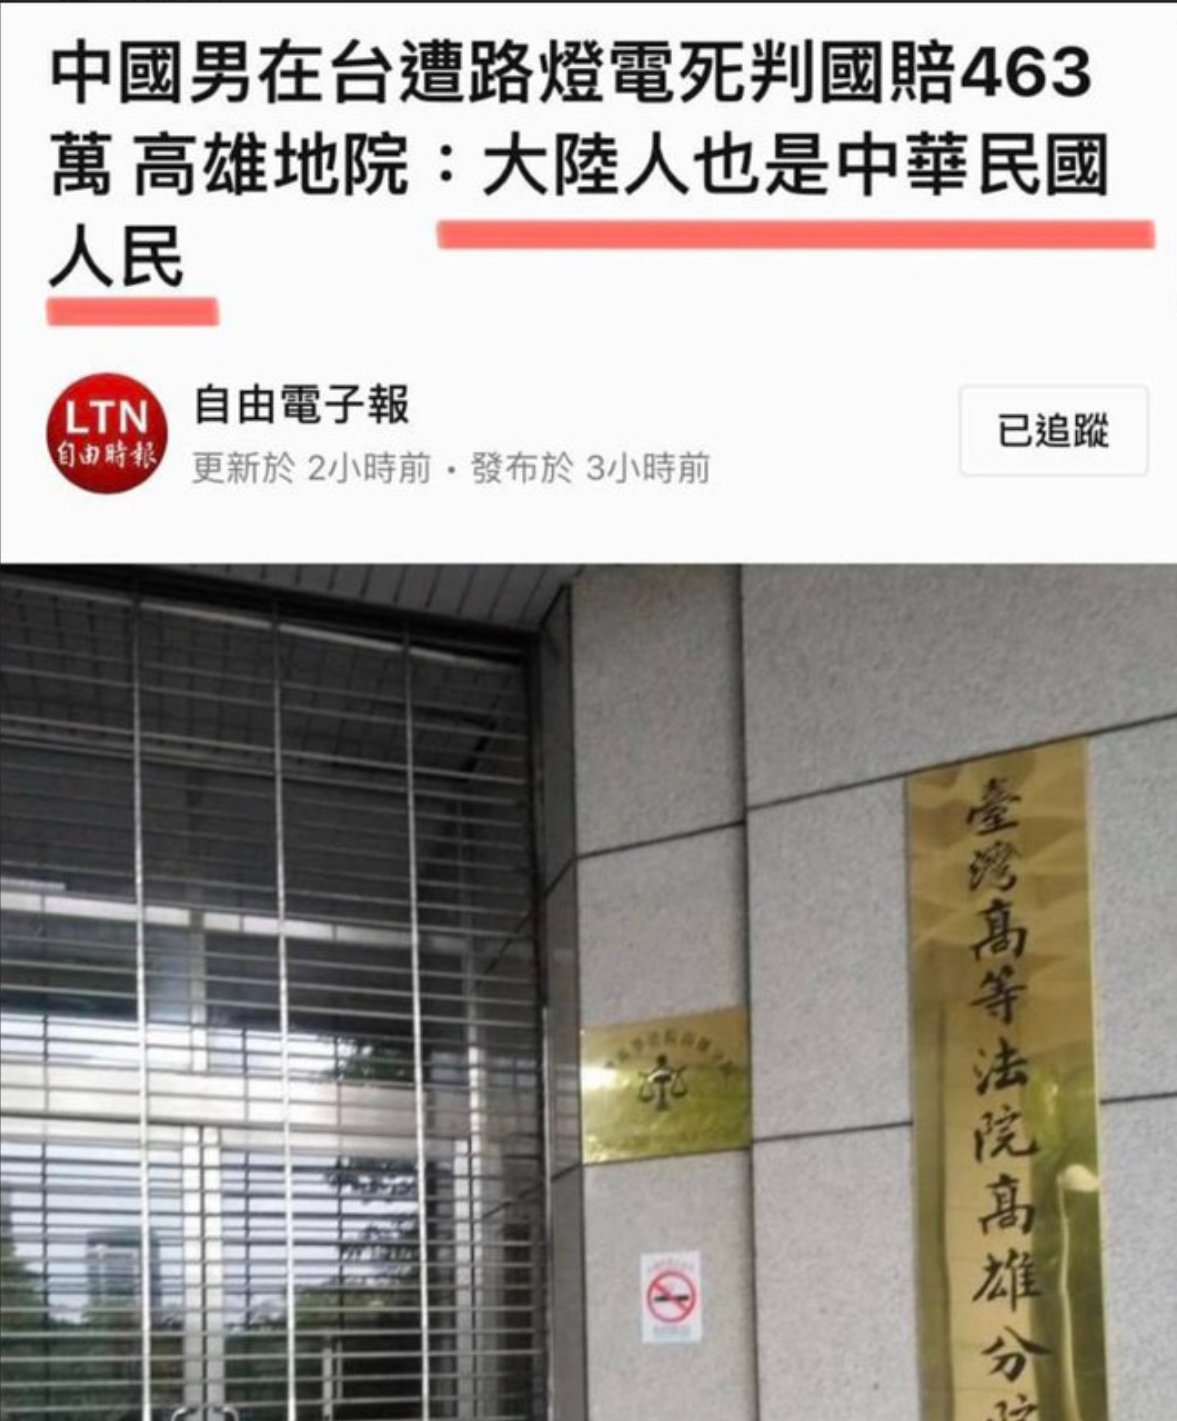 中國男在台遭路燈電死判國賠463
萬 高雄地院：大陸人也是中華民國
人民
LTN
自由時報
自由電子報
更新於 2小時前・發布於 3小時前
已追蹤
臺灣高等法院高雄分院